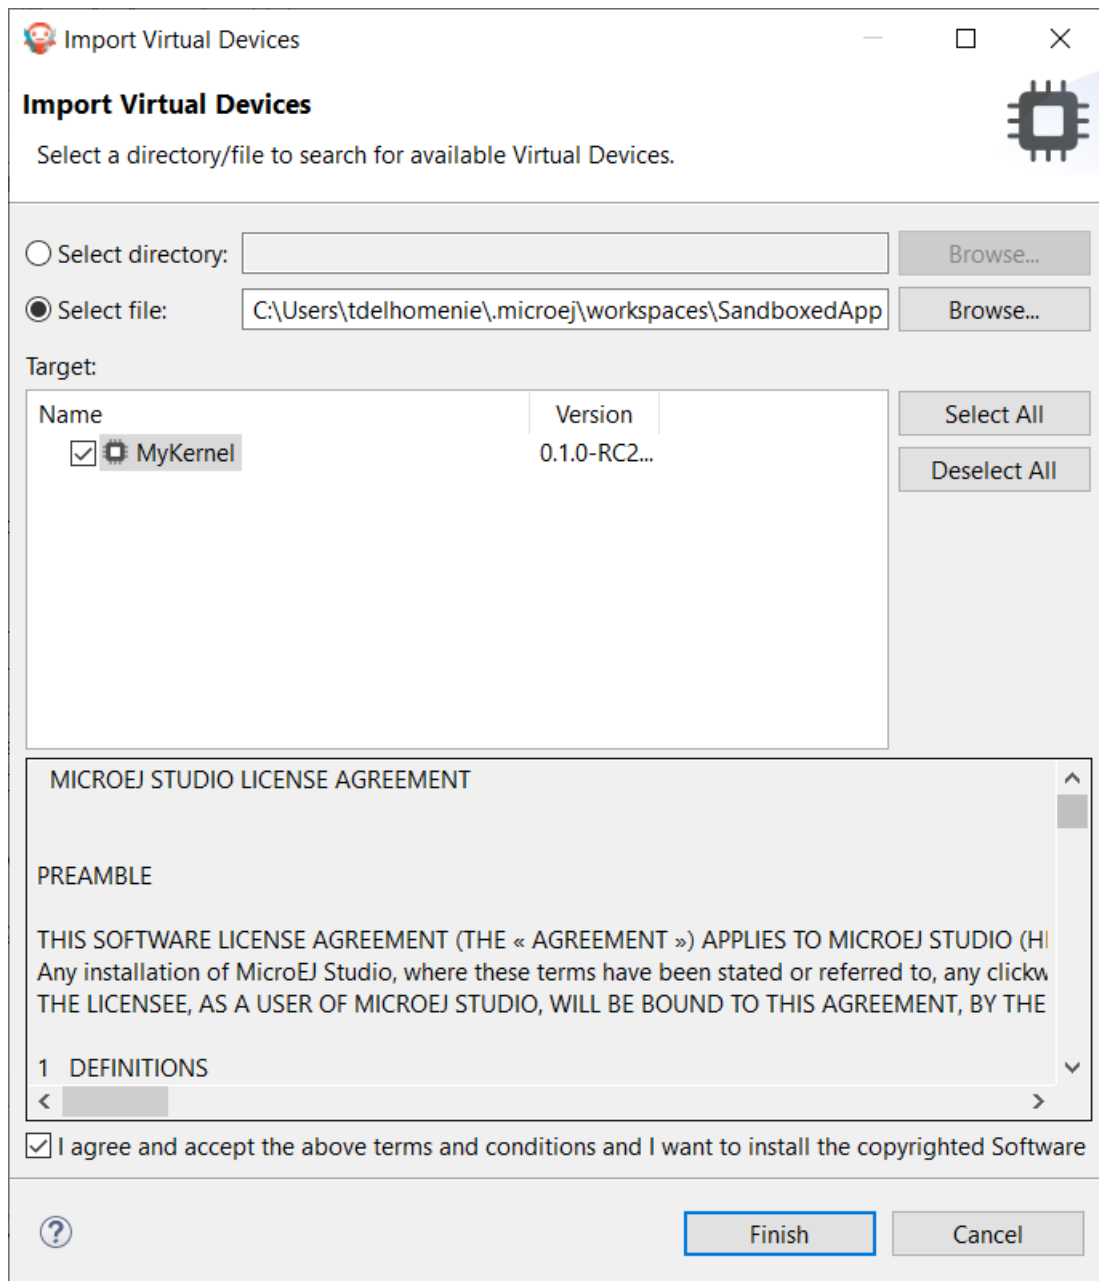 Import Virtual Devices
Import Virtual Devices
Select a directory/file to search for available Virtual Devices.
Select directory: Browse...
Select file: C:\Users\tdelhomenie\.microej\workspaces\SandboxedApp Browse...
Target:
Name Version Select All
MyKernel 0.1.0-RC2...
Deselect All
MICROEJ STUDIO LICENSE AGREEMENT
PREAMBLE
THIS SOFTWARE LICENSE AGREEMENT (THE « AGREEMENT ») APPLIES TO MICROEJ STUDIO
Any installation of MicroEJ Studio, where these terms have been stated or referred to, any
THE LICENSEE, AS A USER OF MICROEJ STUDIO, WILL BE BOUND TO THIS AGREEMENT, BY THE
1 DEFINITIONS
I agree and accept the above terms and conditions and I want to install the copyrighted Software
? Finish Cancel